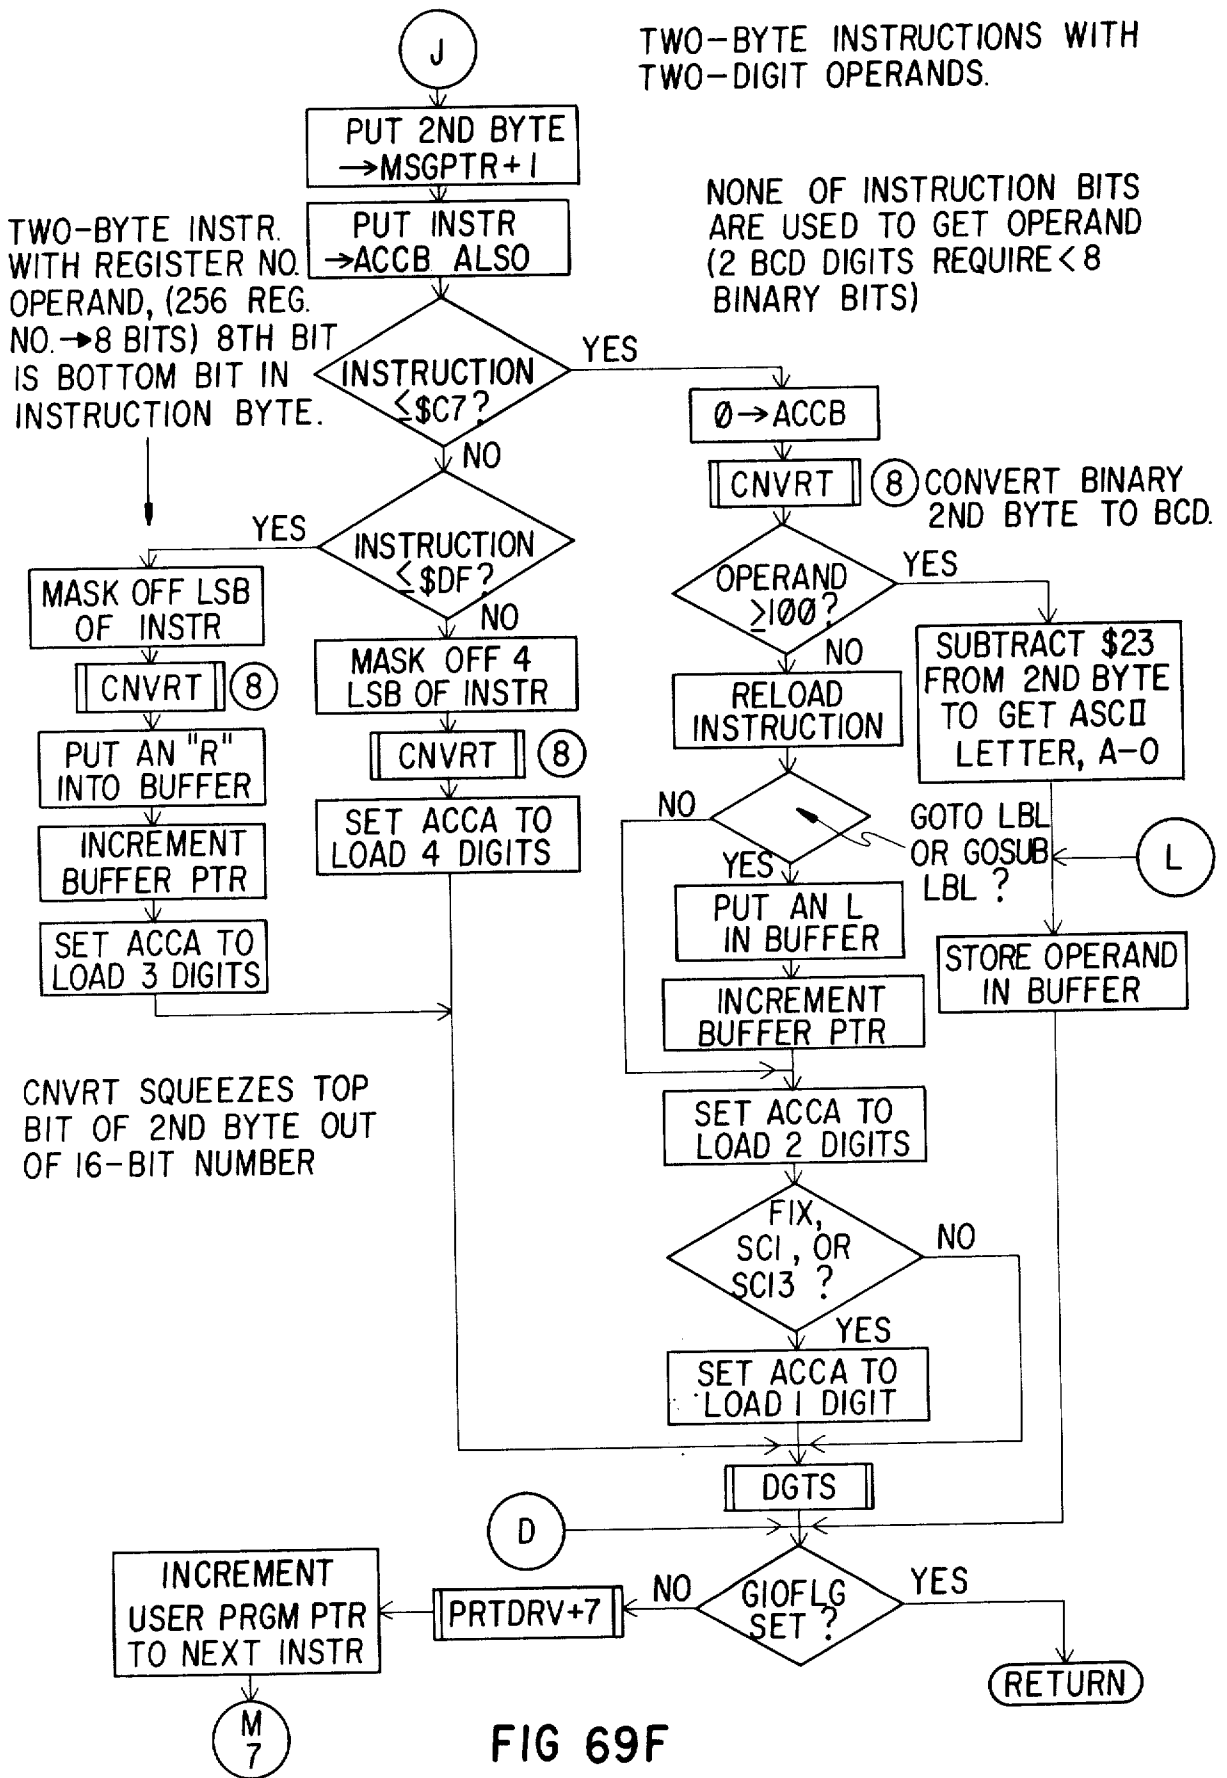 J
TWO-BYTE INSTRUCTIONS WITH
TWO-DIGIT OPERANDS.
PUT 2ND BYTE
→MSGPTR+1
PUT INSTR
→ACCB ALSO
NONE OF INSTRUCTION BITS
ARE USED TO GET OPERAND
(2 BCD DIGITS REQUIRE<8
BINARY BITS)
TWO-BYTE INSTR.
WITH REGISTER NO.
OPERAND, (256 REG.
NO.→8 BITS) 8TH BIT
IS BOTTOM BIT IN
INSTRUCTION BYTE.
INSTRUCTION
≤$C7?
YES
NO
Ø→ACCB
CNVRT
8
CONVERT BINARY
2ND BYTE TO BCD.
INSTRUCTION
≤$DF?
YES
NO
OPERAND
≥100?
YES
NO
MASK OFF LSB
OF INSTR
CNVRT
8
PUT AN "R"
INTO BUFFER
INCREMENT
BUFFER PTR
SET ACCA TO
LOAD 3 DIGITS
MASK OFF 4
LSB OF INSTR
CNVRT
8
SET ACCA TO
LOAD 4 DIGITS
RELOAD
INSTRUCTION
SUBTRACT $23
FROM 2ND BYTE
TO GET ASCII
LETTER, A-O
NO
YES
GOTO LBL
OR GOSUB
LBL ?
L
PUT AN L
IN BUFFER
INCREMENT
BUFFER PTR
STORE OPERAND
IN BUFFER
CNVRT SQUEEZES TOP
BIT OF 2ND BYTE OUT
OF 16-BIT NUMBER
SET ACCA TO
LOAD 2 DIGITS
FIX,
SCI, OR
SCI3 ?
NO
YES
SET ACCA TO
LOAD 1 DIGIT
DGTS
D
GIOFLG
SET ?
NO
YES
PRTDRV+7
INCREMENT
USER PRGM PTR
TO NEXT INSTR
RETURN
M
7
FIG 69F